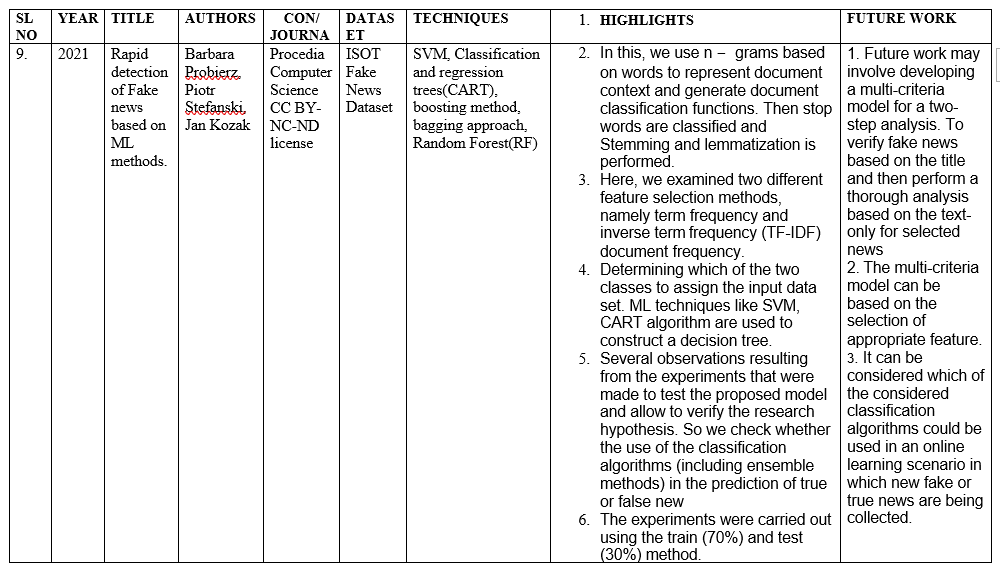 SL NO
YEAR
TITLE
AUTHORS
CON/
JOURNA
DATAS
ET
TECHNIQUES
1. HIGHLIGHTS
FUTURE WORK
9.
2021
Rapid
detection
of Fake
news
based on
ML
methods.
Barbara
Probierz,
Piotr
Stefanski,
Jan Kozak
Procedia
Computer
Science
CC BY-
NC-ND
license
ISOT
Fake
News
Dataset
SVM, Classification
and regression
trees(CART),
boosting method,
bagging approach,
Random Forest(RF)
2. In this, we use n – grams based
on words to represent document
context and generate document
classification functions. Then stop
words are classified and
Stemming and lemmatization is
performed.
3. Here, we examined two different
feature selection methods,
namely term frequency and
inverse term frequency (TF-IDF)
document frequency.
4. Determining which of the two
classes to assign the input data
set. ML techniques like SVM,
CART algorithm are used to
construct a decision tree.
5. Several observations resulting
from the experiments that were
made to test the proposed model
and allow to verify the research
hypothesis. So we check whether
the use of the classification
algorithms (including ensemble
methods) in the prediction of true
or false new
6. The experiments were carried out
using the train (70%) and test
(30%) method.
1. Future work may
involve developing
a multi-criteria
model for a two-
step analysis. To
verify fake news
based on the title
and then perform a
thorough analysis
based on the text-
only for selected
news
2. The multi-criteria
model can be
based on the
selection of
appropriate feature.
3. It can be
considered which of
the considered
classification
algorithms could be
used in an online
learning scenario in
which new fake or
true news are being
collected.